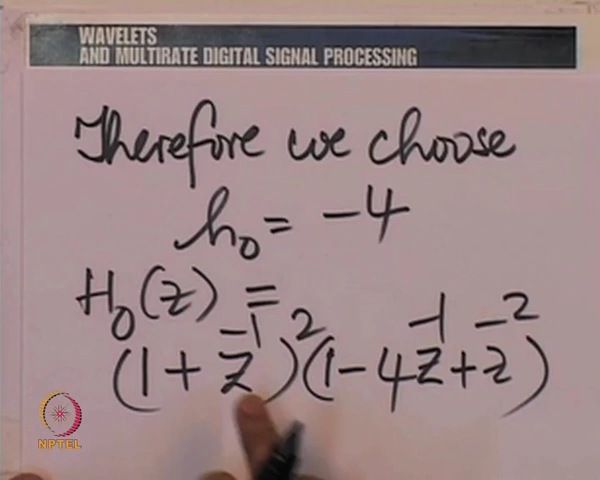 WAVELETS
AND MULTIRATE DIGITAL SIGNAL PROCESSING
Therefore we choose
h₀ = -4
H₀(z) =
(1 + z⁻¹)²(1 - 4z⁻¹ + z⁻²)
NPTEL